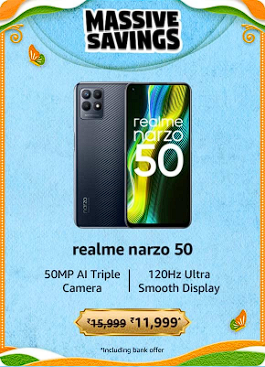 MASSIVE
SAVINGS
realme
narzo
50
narzo
realme narzo 50
50MP AI Triple
Camera
120Hz Ultra
Smooth Display
₹15,999 ₹11,999*
*Including bank offer